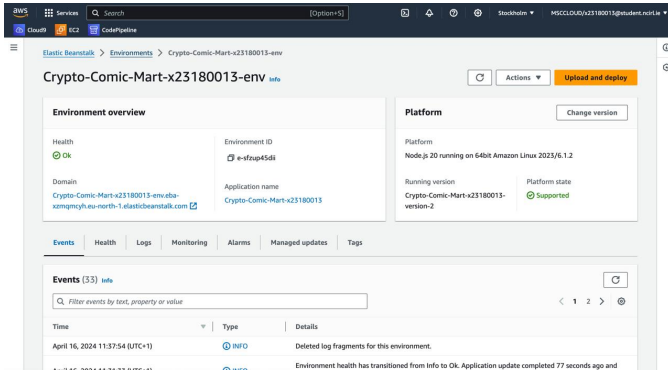 aws
Services
Search
[Option+S]
Stockholm
MSCCLOUD/x23180013@student.ncirl.ie
Cloud9
EC2
CodePipeline
Elastic Beanstalk > Environments > Crypto-Comic-Mart-x23180013-env
Crypto-Comic-Mart-x23180013-env Info
Actions
Upload and deploy
Environment overview
Health
Ok
Environment ID
e-sfzup45dii
Domain
Crypto-Comic-Mart-x23180013-env.eba-
xzmqmcyh.eu-north-1.elasticbeanstalk.com
Application name
Crypto-Comic-Mart-x23180013
Platform
Change version
Platform
Node.js 20 running on 64bit Amazon Linux 2023/6.1.2
Running version
Crypto-Comic-Mart-x23180013-
version-2
Platform state
Supported
Events
Health
Logs
Monitoring
Alarms
Managed updates
Tags
Events (33) Info
Filter events by text, property or value
1 2
Time
Type
Details
April 16, 2024 11:37:54 (UTC+1)
INFO
Deleted log fragments for this environment.
INFO
Environment health has transitioned from Info to Ok. Application update completed 77 seconds ago and